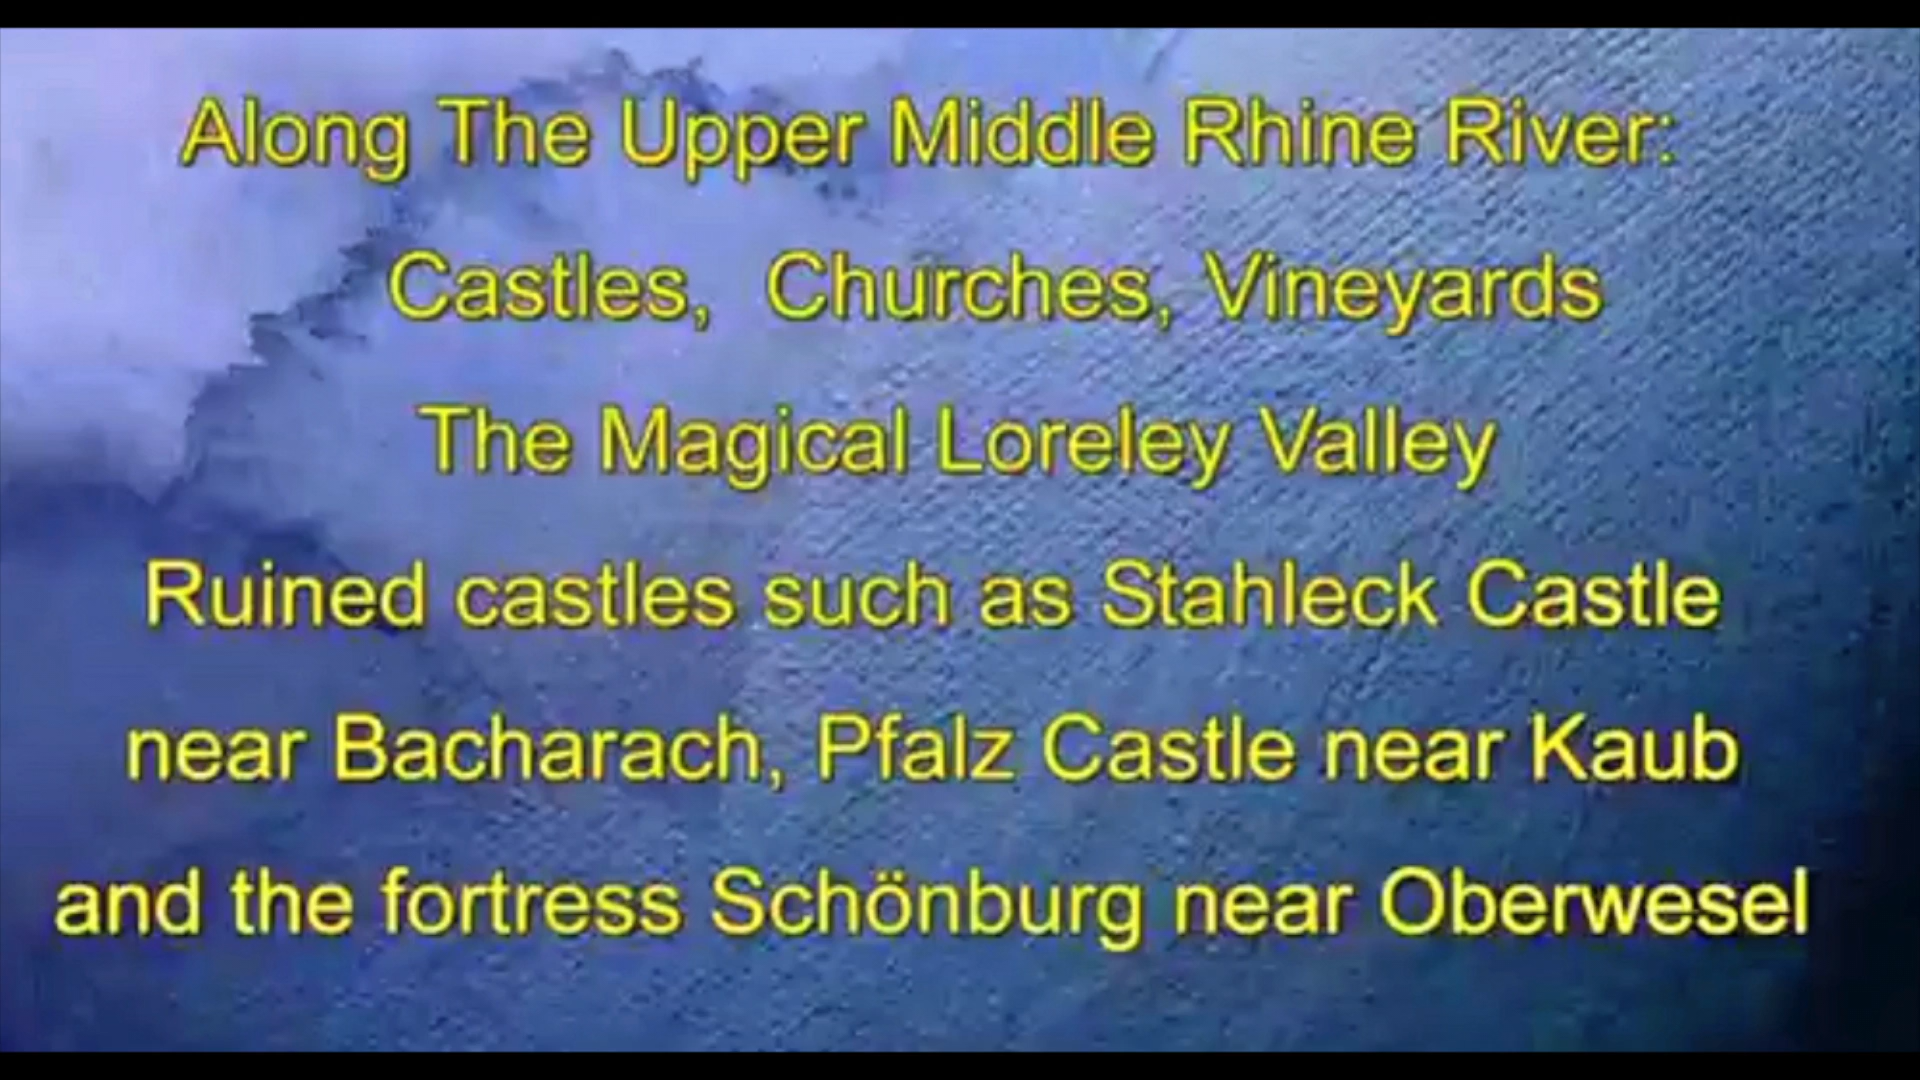 Along The Upper Middle Rhine River:
Castles, Churches, Vineyards
The Magical Loreley Valley
Ruined castles such as Stahleck Castle
near Bacharach, Pfalz Castle near Kaub
and the fortress Schönburg near Oberwesel